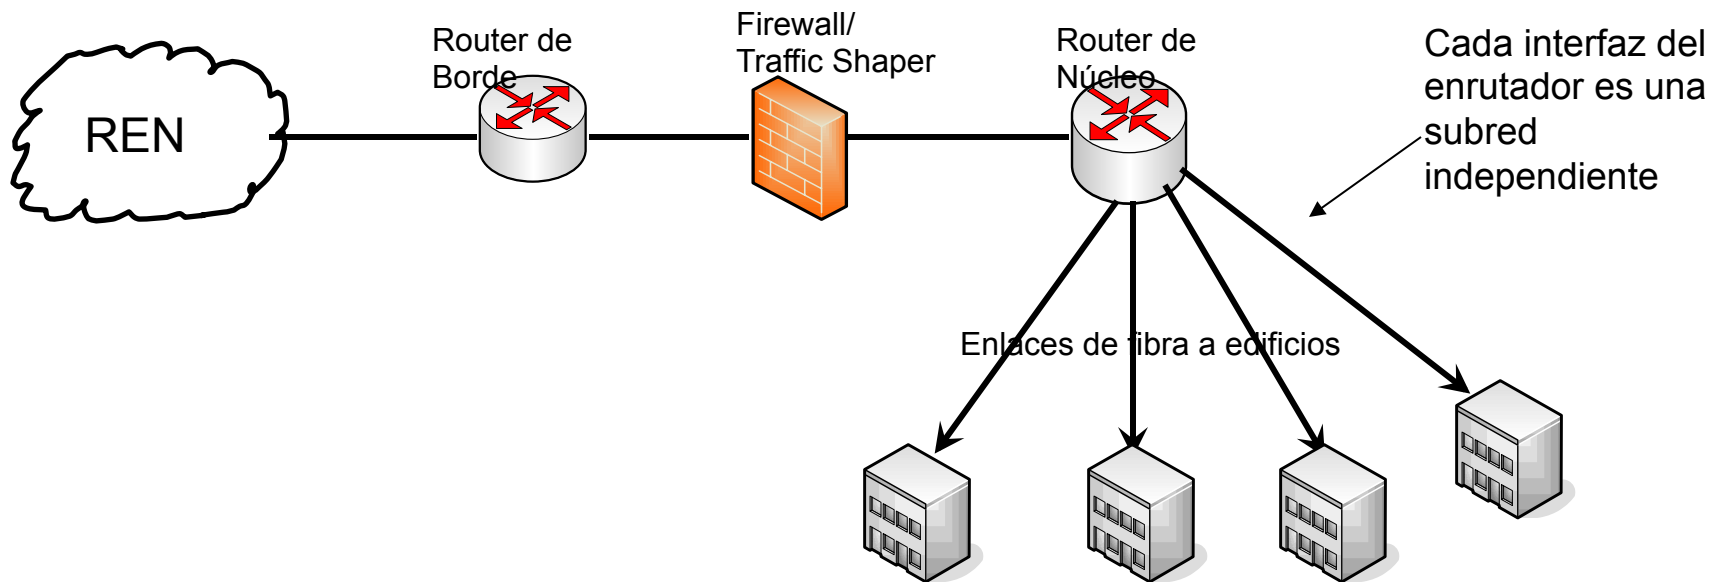 REN
Router de
Borde
Firewall/
Traffic Shaper
Router de
Núcleo
Cada interfaz del
enrutador es una
subred
independiente
Enlaces de fibra a edificios